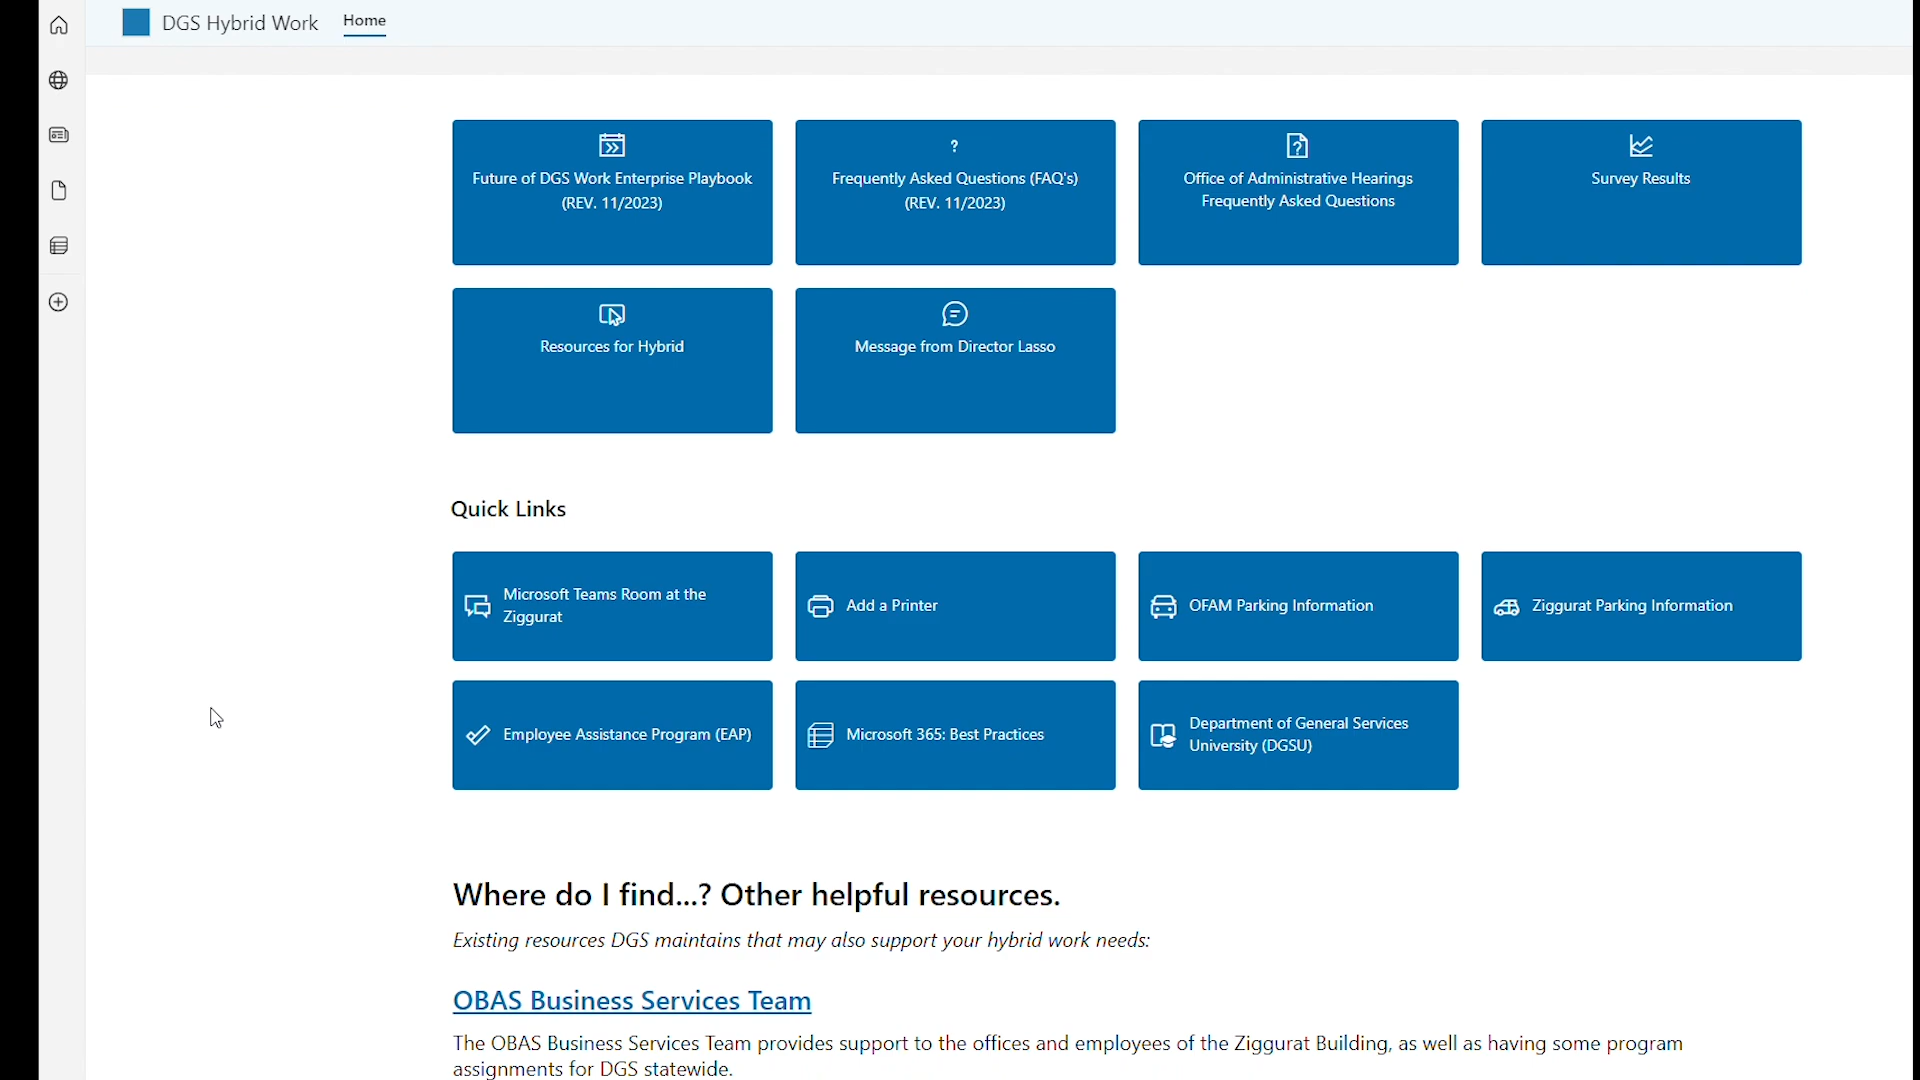 DGS Hybrid Work
Home
Future of DGS Work Enterprise Playbook
(REV. 11/2023)
?
Frequently Asked Questions (FAQ's)
(REV. 11/2023)
Office of Administrative Hearings
Frequently Asked Questions
Survey Results
Resources for Hybrid
Message from Director Lasso
Quick Links
Microsoft Teams Room at the
Ziggurat
Add a Printer
OFAM Parking Information
Ziggurat Parking Information
Employee Assistance Program (EAP)
Microsoft 365: Best Practices
Department of General Services
University (DGSU)
Where do I find...? Other helpful resources.
Existing resources DGS maintains that may also support your hybrid work needs:
OBAS Business Services Team
The OBAS Business Services Team provides support to the offices and employees of the Ziggurat Building, as well as having some program
assignments for DGS statewide.